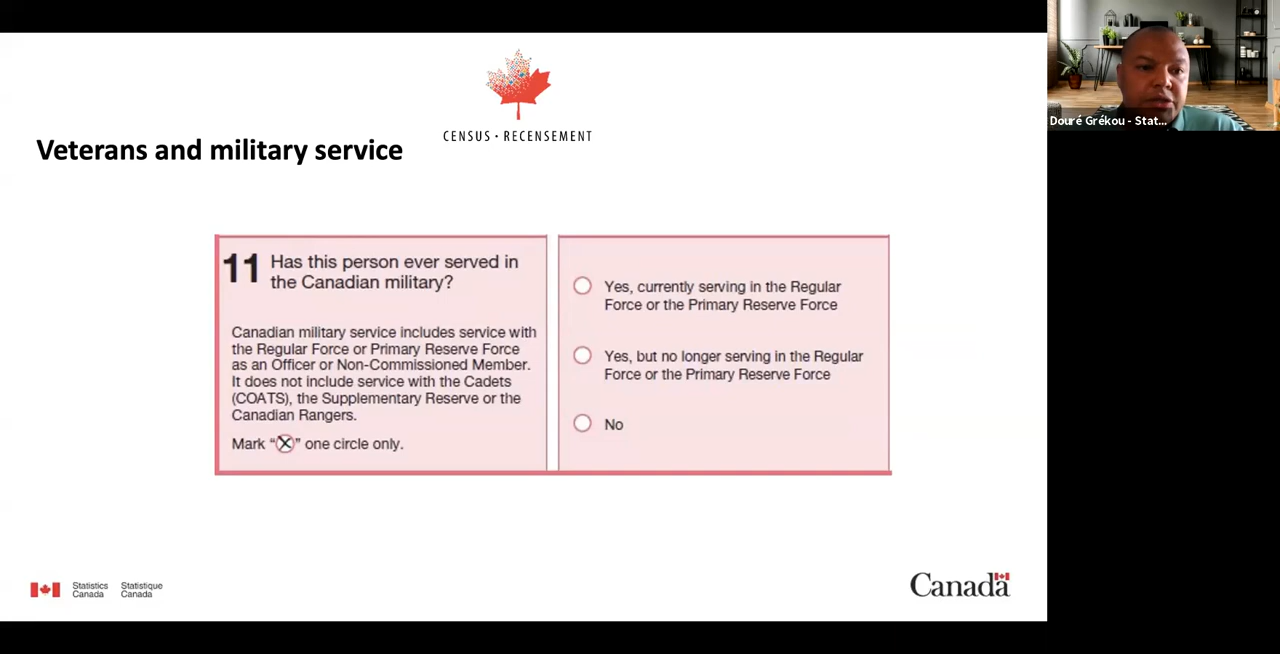 CENSUS • RECENSEMENT
Veterans and military service
11 Has this person ever served in
the Canadian military?
Canadian military service includes service with
the Regular Force or Primary Reserve Force
as an Officer or Non-Commissioned Member.
It does not include service with the Cadets
(COATS), the Supplementary Reserve or the
Canadian Rangers.
Mark “⊗” one circle only.
Yes, currently serving in the Regular
Force or the Primary Reserve Force
Yes, but no longer serving in the Regular
Force or the Primary Reserve Force
No
Statistics
Canada
Statistique
Canada
Canada
Douré Grékou - Stat...